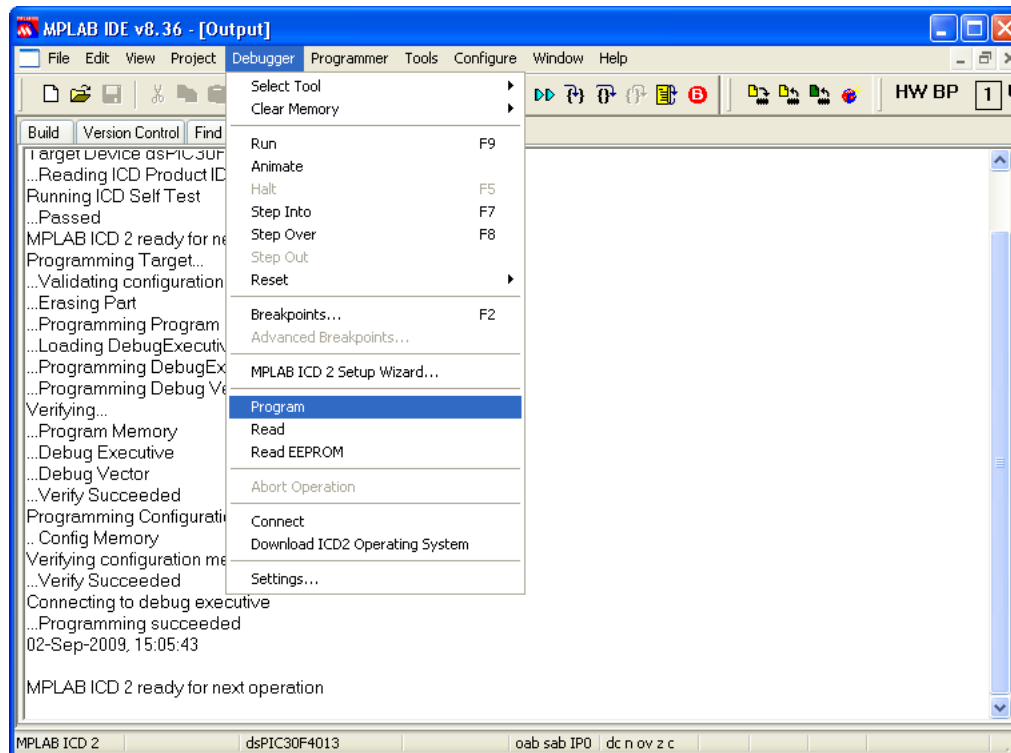 MPLAB IDE v8.36 - [Output]
File Edit View Project Debugger Programmer Tools Configure Window Help
HW BP 1
Build Version Control Find
Select Tool
Clear Memory
Run F9
Animate
Halt F5
Step Into F7
Step Over F8
Step Out
Reset
Breakpoints... F2
Advanced Breakpoints...
MPLAB ICD 2 Setup Wizard...
Program
Read
Read EEPROM
Abort Operation
Connect
Download ICD2 Operating System
Settings...
Target Device dsPIC30F
...Reading ICD Product ID
Running ICD Self Test
...Passed
MPLAB ICD 2 ready for ne
Programming Target...
...Validating configuration
...Erasing Part
...Programming Program
...Loading DebugExecutiv
...Programming DebugEx
...Programming Debug Ve
Verifying...
...Program Memory
...Debug Executive
...Debug Vector
...Verify Succeeded
Programming Configurati
.. Config Memory
Verifying configuration me
...Verify Succeeded
Connecting to debug executive
...Programming succeeded
02-Sep-2009, 15:05:43
MPLAB ICD 2 ready for next operation
MPLAB ICD 2 dsPIC30F4013 oab sab IP0 dc n ov z c